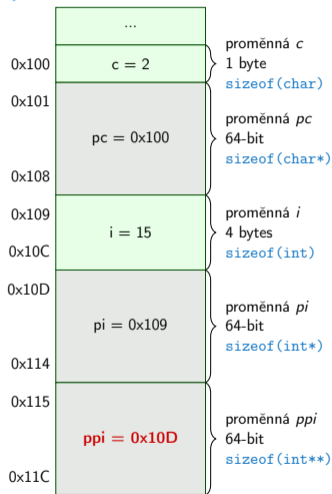 ...
0x100
c = 2
proměnná c
1 byte
sizeof(char)
0x101
pc = 0x100
0x108
proměnná pc
64-bit
sizeof(char*)
0x109
i = 15
0x10C
proměnná i
4 bytes
sizeof(int)
0x10D
pi = 0x109
0x114
proměnná pi
64-bit
sizeof(int*)
0x115
ppi = 0x10D
0x11C
proměnná ppi
64-bit
sizeof(int**)